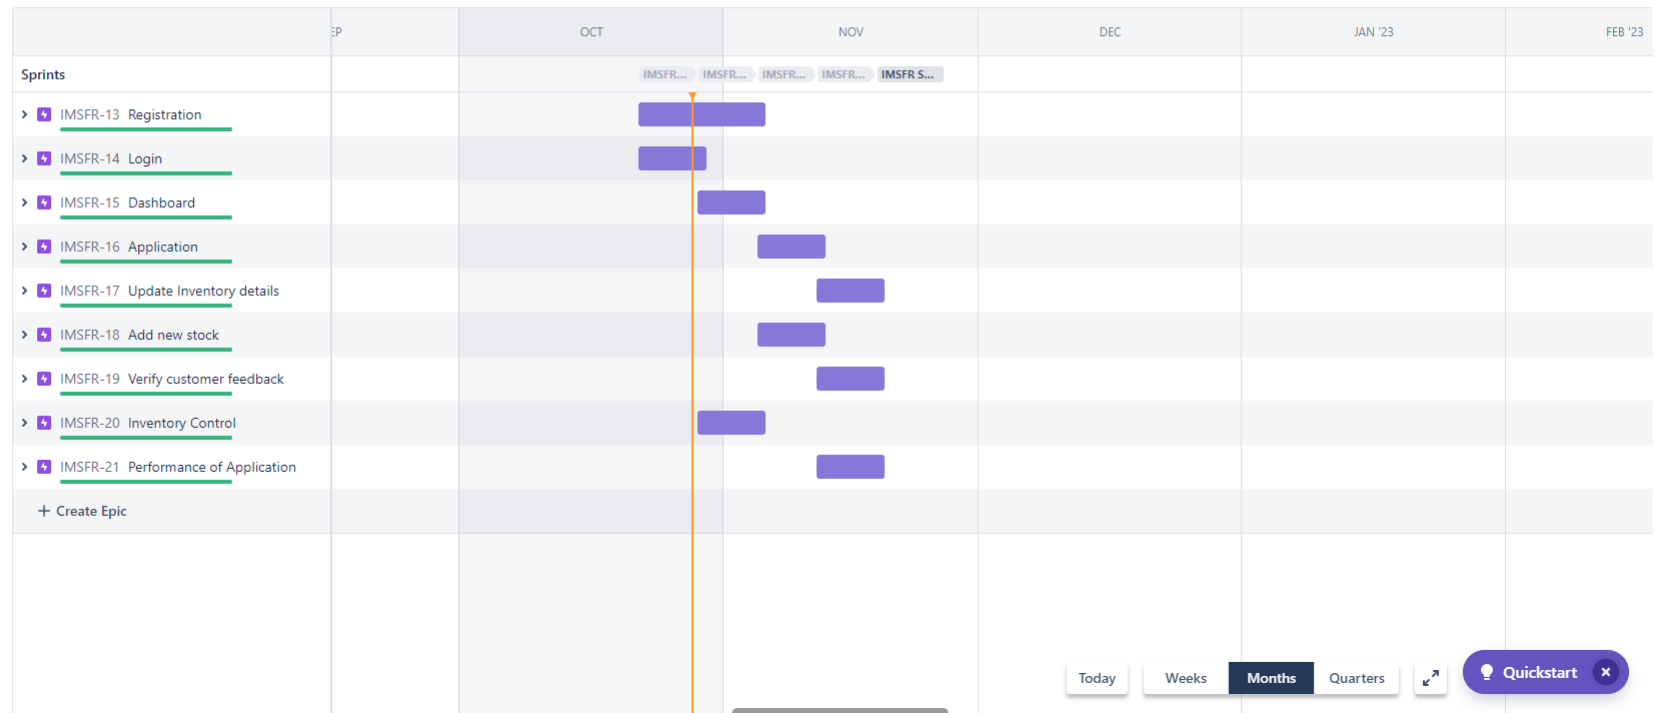 EP OCT NOV DEC JAN '23 FEB '23
Sprints IMSFR... IMSFR... IMSFR... IMSFR... IMSFR S...
IMSFR-13 Registration
IMSFR-14 Login
IMSFR-15 Dashboard
IMSFR-16 Application
IMSFR-17 Update Inventory details
IMSFR-18 Add new stock
IMSFR-19 Verify customer feedback
IMSFR-20 Inventory Control
IMSFR-21 Performance of Application
+ Create Epic
Today Weeks Months Quarters Quickstart